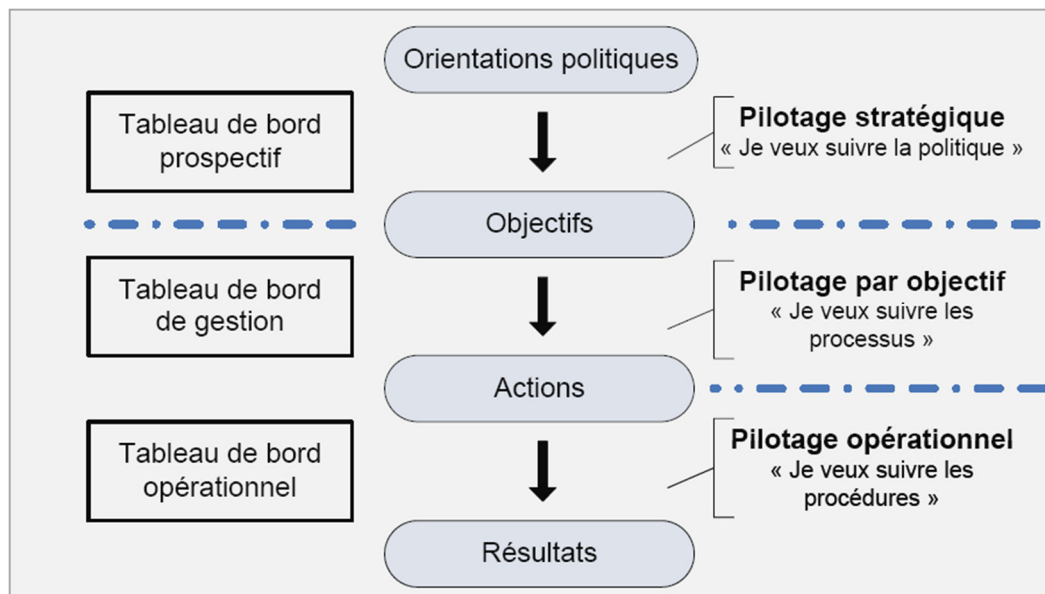 Orientations politiques
Tableau de bord
prospectif
Pilotage stratégique
« Je veux suivre la politique »
Objectifs
Tableau de bord
de gestion
Pilotage par objectif
« Je veux suivre les
processus »
Actions
Tableau de bord
opérationnel
Pilotage opérationnel
« Je veux suivre les
procédures »
Résultats